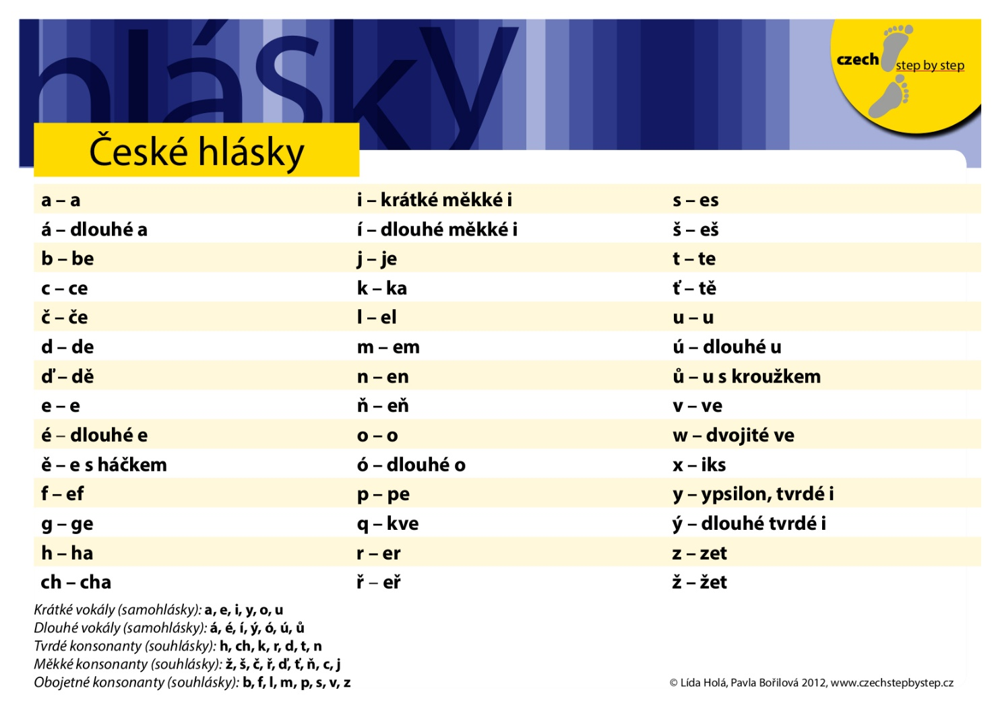 hlásky
czech step by step
České hlásky
a – a
á – dlouhé a
b – be
c – ce
č – če
d – de
ď – dě
e – e
é – dlouhé e
ě – e s háčkem
f – ef
g – ge
h – ha
ch – cha
i – krátké měkké i
í – dlouhé měkké i
j – je
k – ka
l – el
m – em
n – en
ň – eň
o – o
ó – dlouhé o
p – pe
q – kve
r – er
ř – eř
s – es
š – eš
t – te
ť – tě
u – u
ú – dlouhé u
ů – u s kroužkem
v – ve
w – dvojité ve
x – iks
y – ypsilon, tvrdé i
ý – dlouhé tvrdé i
z – zet
ž – žet
Krátké vokály (samohlásky): a, e, i, y, o, u
Dlouhé vokály (samohlásky): á, é, í, ý, ó, ú, ů
Tvrdé konsonanty (souhlásky): h, ch, k, r, d, t, n
Měkké konsonanty (souhlásky): ž, š, č, ř, ď, ť, ň, c, j
Obojetné konsonanty (souhlásky): b, f, l, m, p, s, v, z
© Lída Holá, Pavla Bořilová 2012, www.czechstepbystep.cz